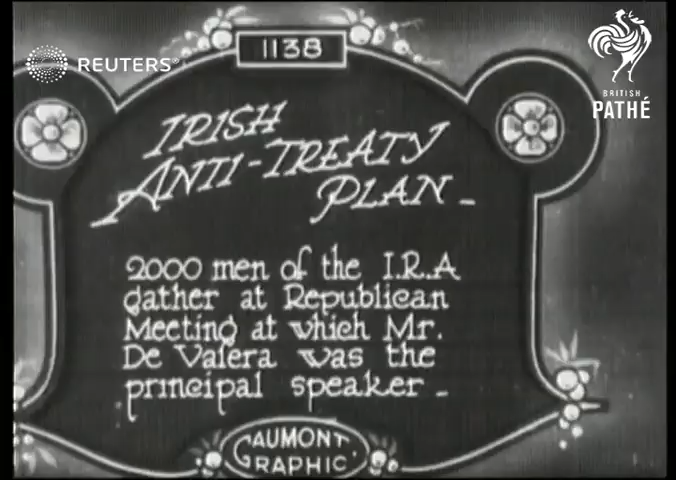 1138
REUTERS
BRITISH
PATHÉ
IRISH
ANTI-TREATY
PLAN_
2000 men of the I.R.A
gather at Republican
Meeting at which Mr.
De Valera was the
principal speaker_
GAUMONT
GRAPHIC